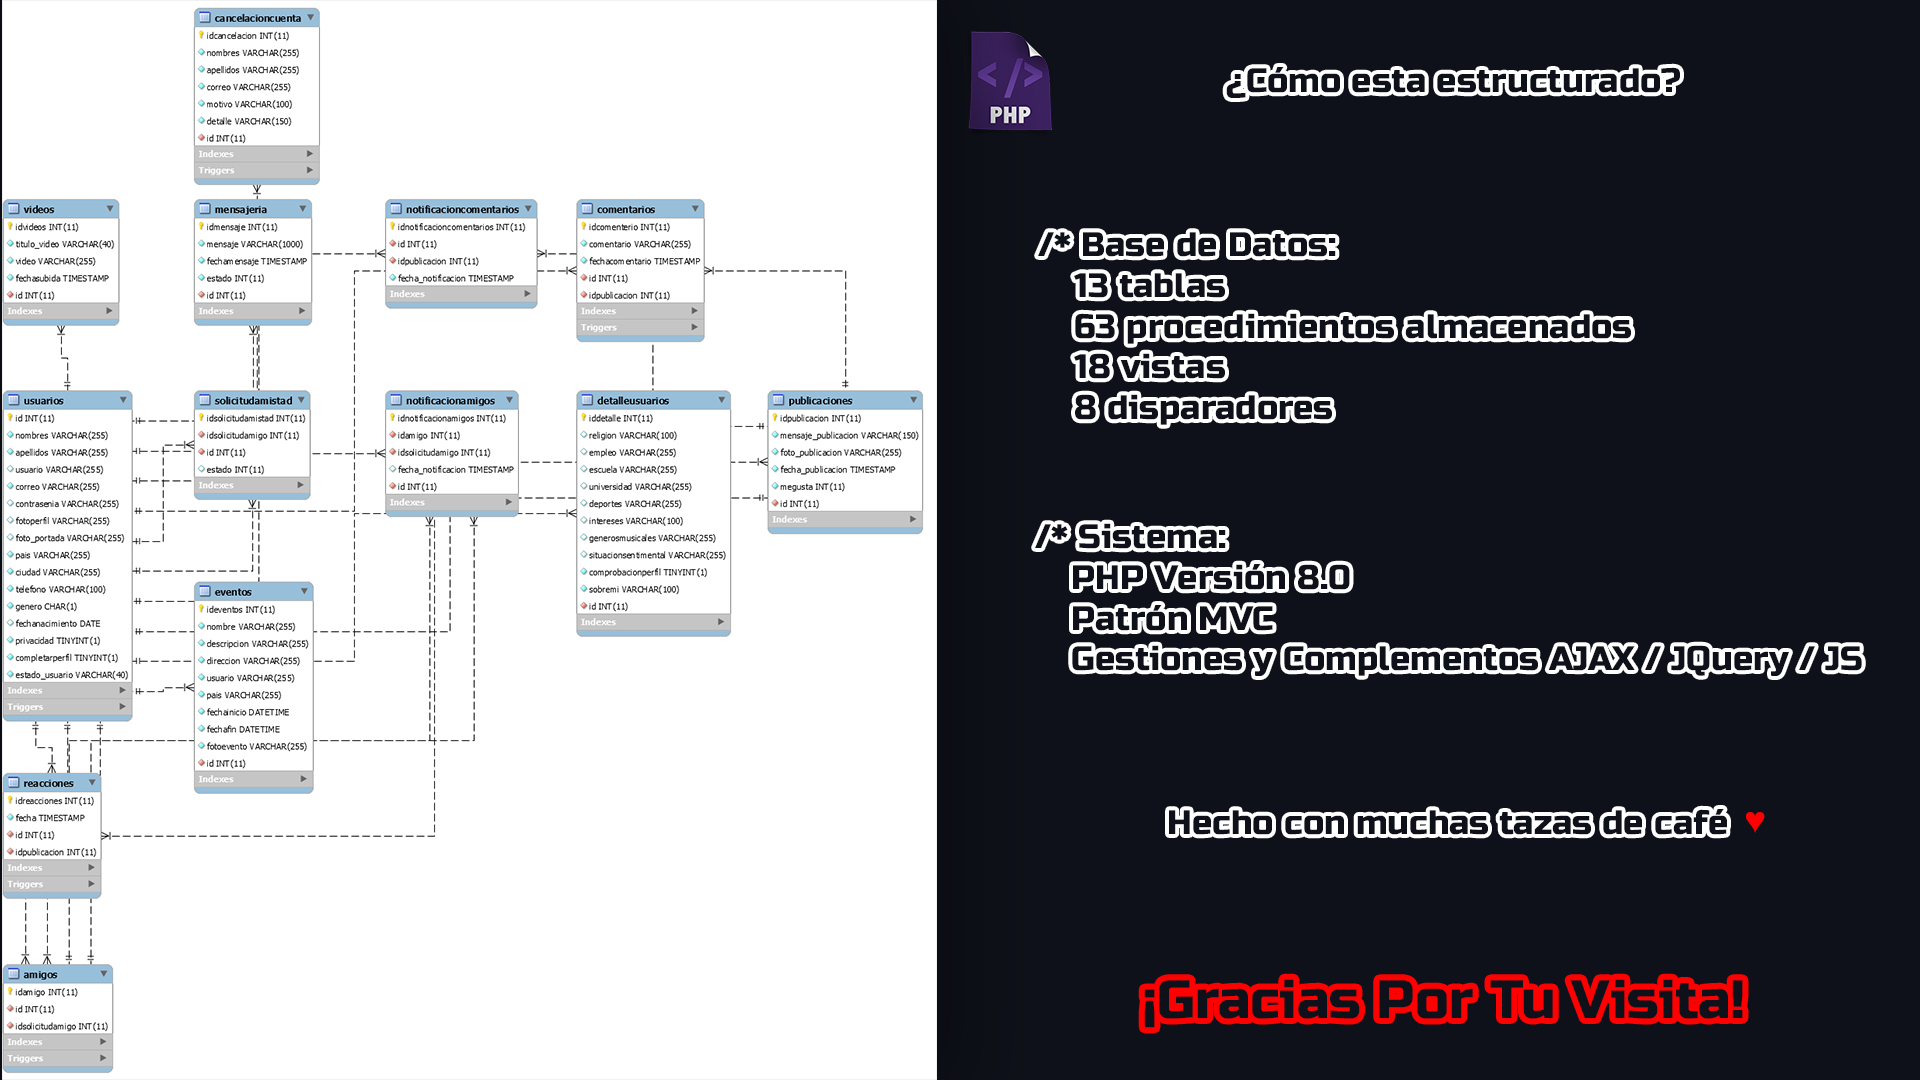 cancelacioncuenta
idcancelacion INT(11)
nombres VARCHAR(255)
apellidos VARCHAR(255)
correo VARCHAR(255)
motivo VARCHAR(100)
detalle VARCHAR(150)
id INT(11)
Indexes
Triggers
videos
idvideos INT(11)
titulo_video VARCHAR(40)
video VARCHAR(255)
fechasubida TIMESTAMP
id INT(11)
Indexes
mensajeria
idmensaje INT(11)
mensaje VARCHAR(1000)
fechamensaje TIMESTAMP
estado INT(11)
id INT(11)
Indexes
notificacioncomentarios
idnotificacioncomentarios INT(11)
id INT(11)
idpublicacion INT(11)
fecha_notificacion TIMESTAMP
Indexes
comentarios
idcomenterio INT(11)
comentario VARCHAR(255)
fechacomentario TIMESTAMP
id INT(11)
idpublicacion INT(11)
Indexes
Triggers
usuarios
id INT(11)
nombres VARCHAR(255)
apellidos VARCHAR(255)
usuario VARCHAR(255)
correo VARCHAR(255)
contrasenia VARCHAR(255)
fotoperfil VARCHAR(255)
foto_portada VARCHAR(255)
pais VARCHAR(255)
ciudad VARCHAR(255)
telefono VARCHAR(100)
genero CHAR(1)
fechanacimiento DATE
privacidad TINYINT(1)
completarperfil TINYINT(1)
estado_usuario VARCHAR(40)
Indexes
Triggers
solicitudamistad
idsolicitudamistad INT(11)
idsolicitudamigo INT(11)
id INT(11)
estado INT(11)
Indexes
notificacionamigos
idnotificacionamigos INT(11)
idamigo INT(11)
idsolicitudamigo INT(11)
fecha_notificacion TIMESTAMP
id INT(11)
Indexes
detalleusuarios
iddetalle INT(11)
religion VARCHAR(100)
empleo VARCHAR(255)
escuela VARCHAR(255)
universidad VARCHAR(255)
deportes VARCHAR(255)
intereses VARCHAR(100)
generosmusicales VARCHAR(255)
situacionsentimental VARCHAR(255)
comprobacionperfil TINYINT(1)
sobremi VARCHAR(100)
id INT(11)
Indexes
publicaciones
idpublicacion INT(11)
mensaje_publicacion VARCHAR(150)
foto_publicacion VARCHAR(255)
fecha_publicacion TIMESTAMP
megusta INT(11)
id INT(11)
Indexes
eventos
ideventos INT(11)
nombre VARCHAR(255)
descripcion VARCHAR(255)
direccion VARCHAR(255)
usuario VARCHAR(255)
pais VARCHAR(255)
fechainicio DATETIME
fechafin DATETIME
fotoevento VARCHAR(255)
id INT(11)
Indexes
reacciones
idreacciones INT(11)
fecha TIMESTAMP
id INT(11)
idpublicacion INT(11)
Indexes
Triggers
amigos
idamigo INT(11)
id INT(11)
idsolicitudamigo INT(11)
Indexes
Triggers
</>
PHP
¿Cómo esta estructurado?
/* Base de Datos:
13 tablas
63 procedimientos almacenados
18 vistas
8 disparadores
/* Sistema:
PHP Versión 8.0
Patrón MVC
Gestiones y Complementos AJAX / JQuery / JS
Hecho con muchas tazas de café ♥
¡Gracias Por Tu Visita!